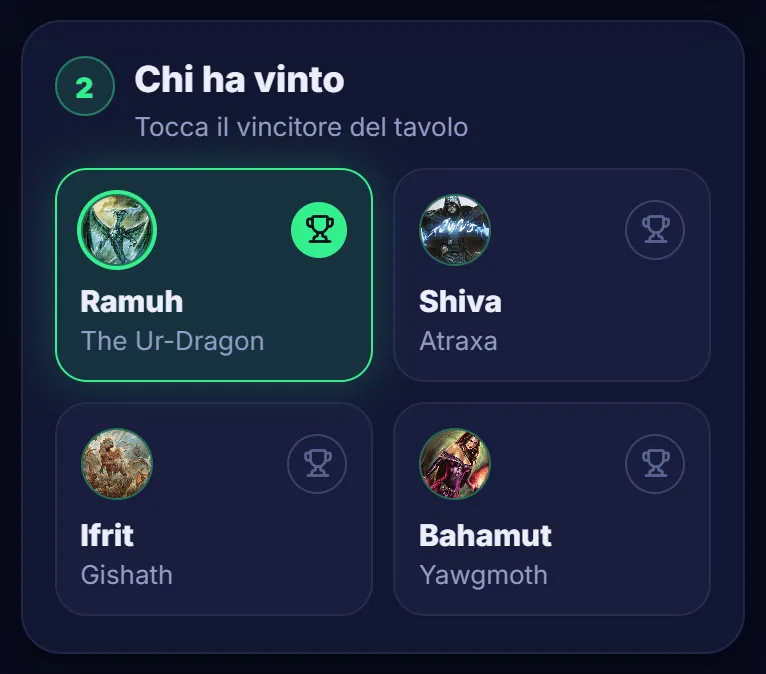 2
Chi ha vinto
Tocca il vincitore del tavolo
Ramuh
The Ur-Dragon
Shiva
Atraxa
Ifrit
Gishath
Bahamut
Yawgmoth